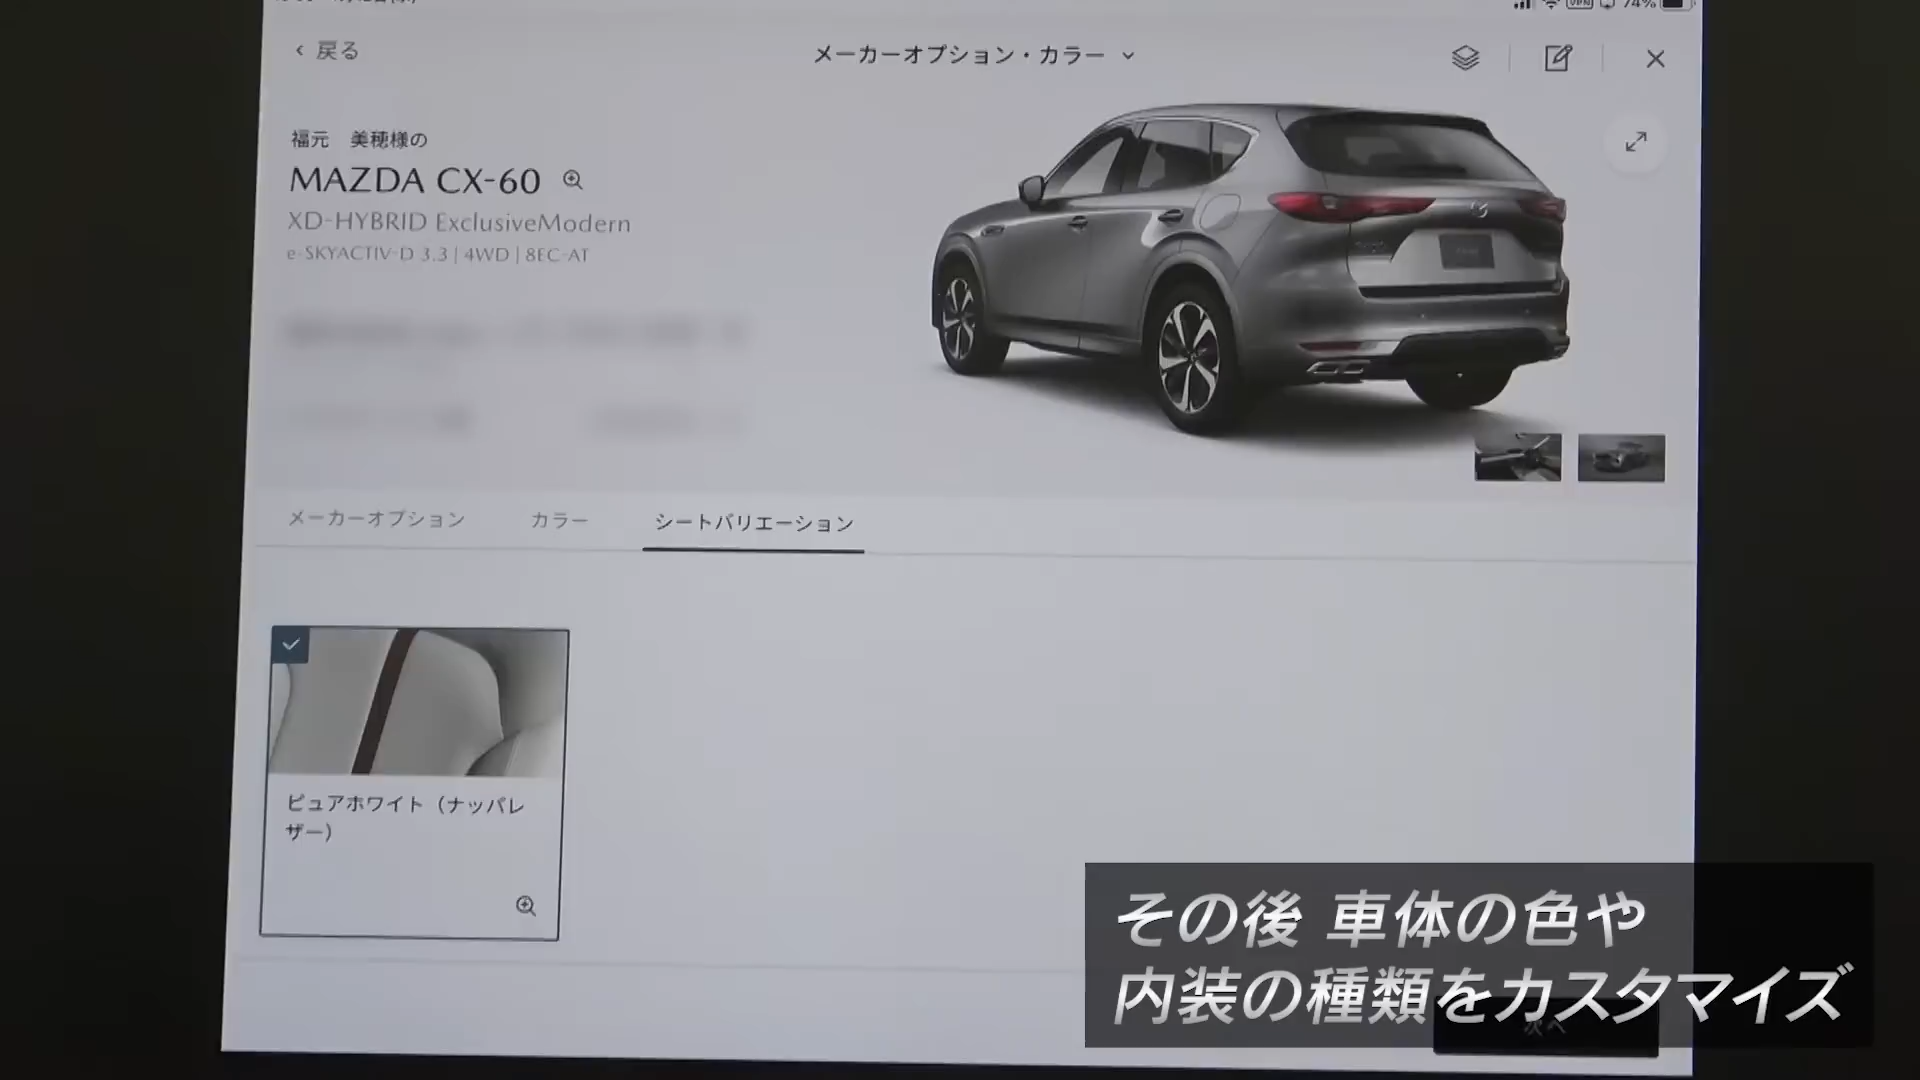 戻る
メーカーオプション・カラー
VPN
74%
福元 美穂様の
MAZDA CX-60
XD-HYBRID ExclusiveModern
e-SKYACTIV-D 3.3 | 4WD | 8EC-AT
メーカーオプション
カラー
シートバリエーション
ピュアホワイト（ナッパレ
ザー）
その後 車体の色や
内装の種類をカスタマイズ
次へ